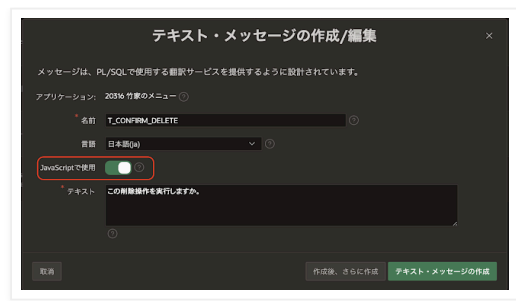 テキスト・メッセージの作成/編集
メッセージは、PL/SQLで使用する翻訳サービスを提供するように設計されています。
アプリケーション: 20316 竹家のメニュー
* 名前 T_CONFIRM_DELETE
言語 日本語(ja)
JavaScriptで使用
* テキスト この削除操作を実行しますか。
取消 作成後、さらに作成 テキスト・メッセージの作成